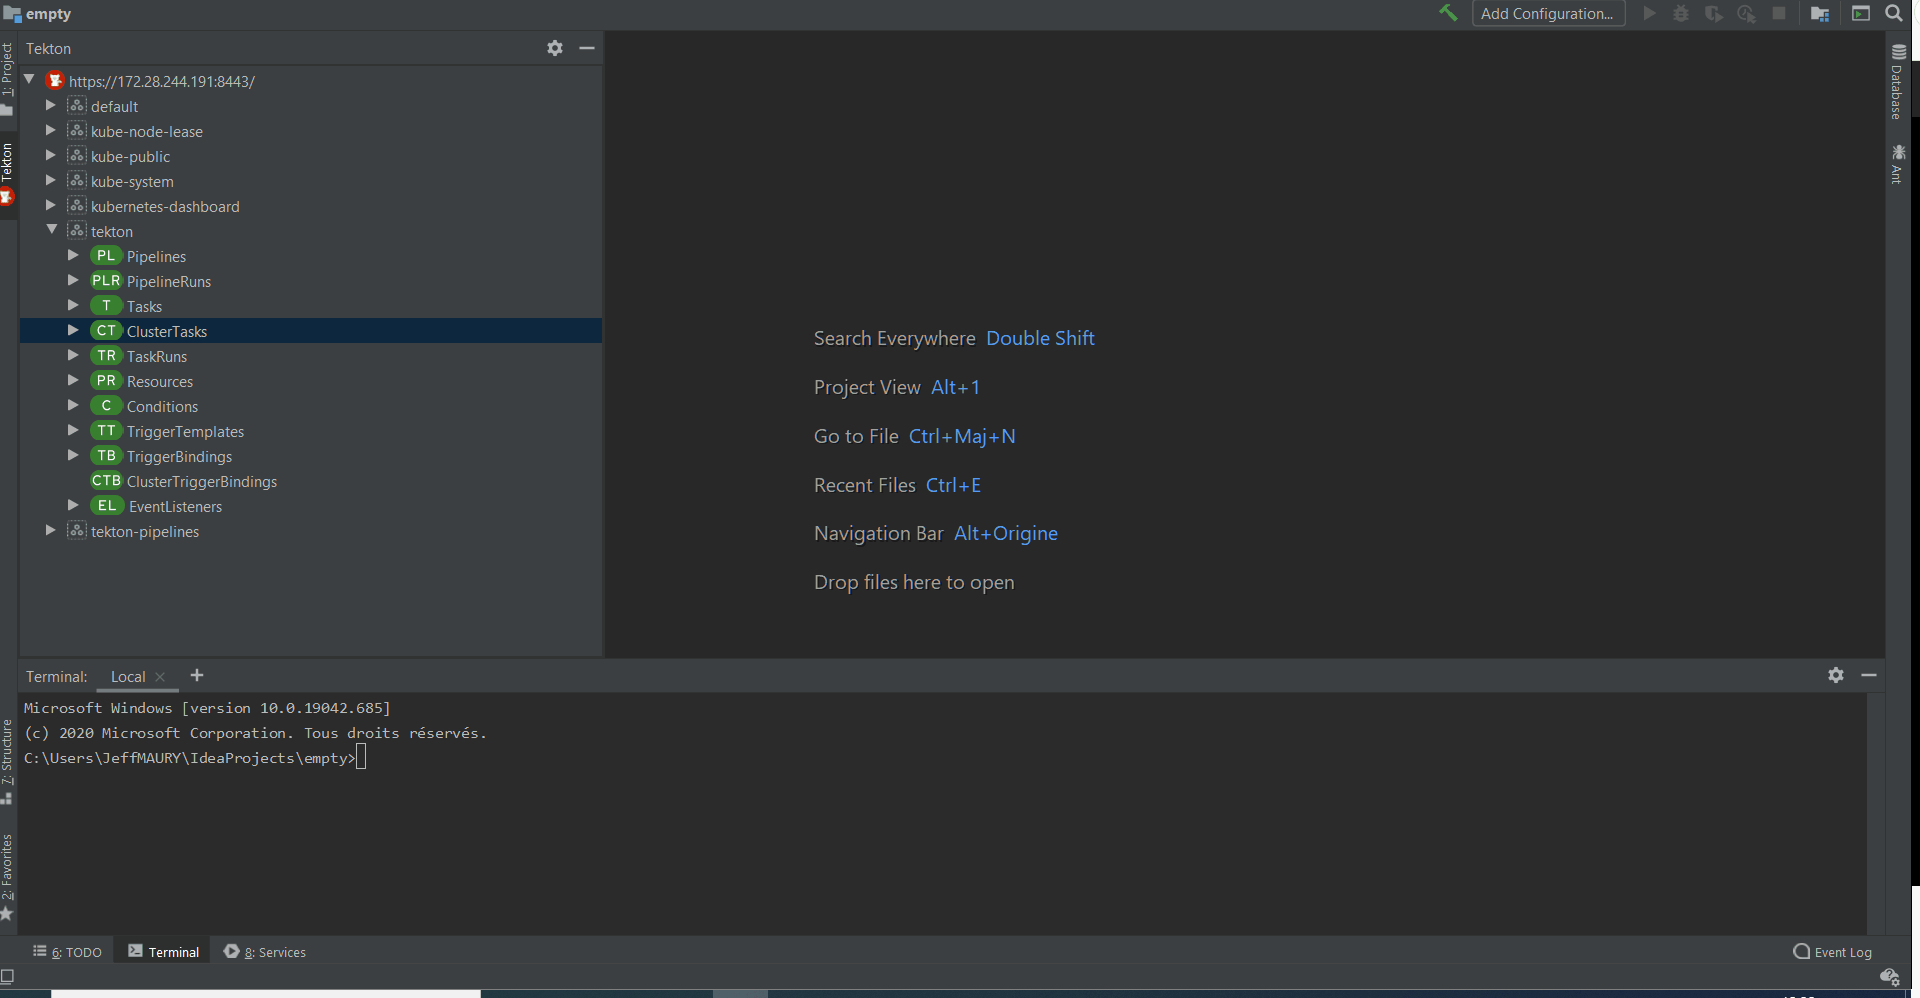 empty
Add Configuration...
Tekton
https://172.28.244.191:8443/
default
kube-node-lease
kube-public
kube-system
kubernetes-dashboard
tekton
PL Pipelines
PLR PipelineRuns
T Tasks
CT ClusterTasks
TR TaskRuns
PR Resources
C Conditions
TT TriggerTemplates
TB TriggerBindings
CTB ClusterTriggerBindings
EL EventListeners
tekton-pipelines
1: Project
Tekton
7: Structure
2: Favorites
Search Everywhere Double Shift
Project View Alt+1
Go to File Ctrl+Maj+N
Recent Files Ctrl+E
Navigation Bar Alt+Origine
Drop files here to open
Database
Ant
Terminal: Local
Microsoft Windows [version 10.0.19042.685]
(c) 2020 Microsoft Corporation. Tous droits réservés.
C:\Users\JeffMAURY\IdeaProjects\empty>
6: TODO
Terminal
8: Services
Event Log